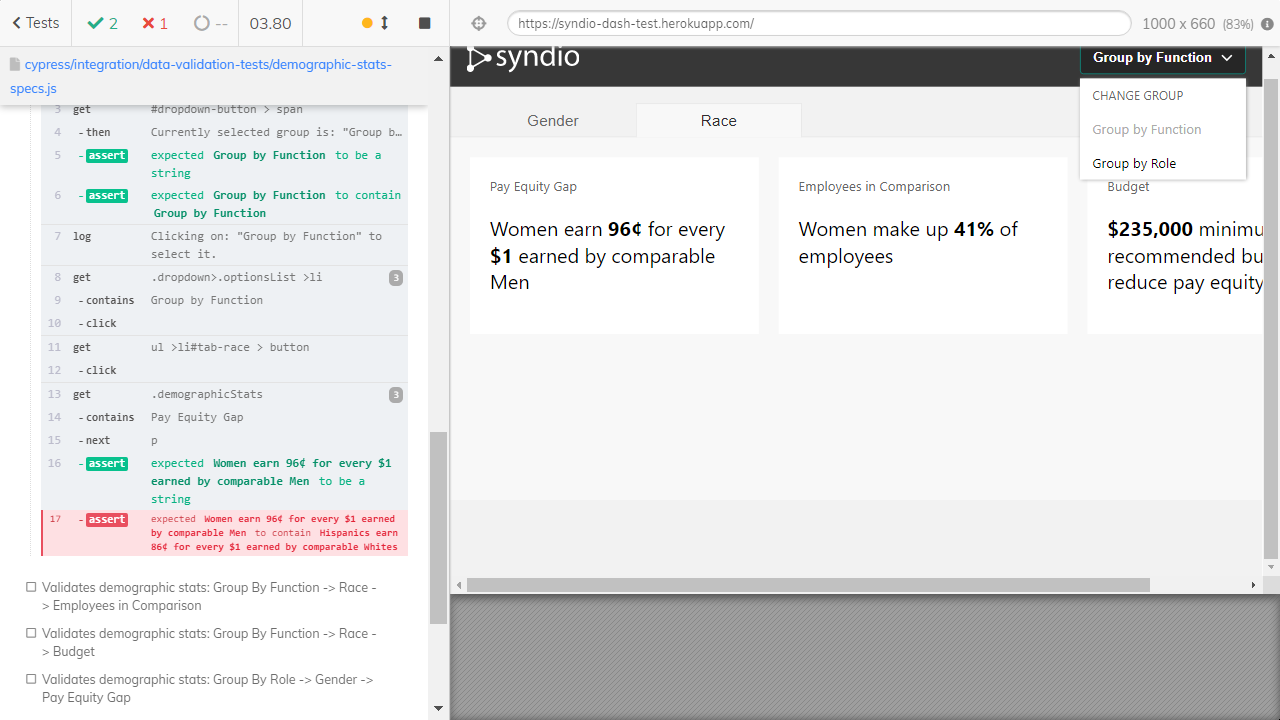 Tests
2
1
--
03.80
https://syndio-dash-test.herokuapp.com/
1000 x 660 (83%)
cypress/integration/data-validation-tests/demographic-stats-
specs.js
3 get #dropdown-button > span
4 -then Currently selected group is: "Group b…
5 -assert expected Group by Function to be a
string
6 -assert expected Group by Function to contain
Group by Function
7 log Clicking on: "Group by Function" to
select it.
8 get .dropdown>.optionsList >li 3
9 -contains Group by Function
10 -click
11 get ul >li#tab-race > button
12 -click
13 get .demographicStats 3
14 -contains Pay Equity Gap
15 -next p
16 -assert expected Women earn 96¢ for every $1
earned by comparable Men to be a
string
17 -assert expected Women earn 96¢ for every $1 earned
by comparable Men to contain Hispanics earn
86¢ for every $1 earned by comparable Whites
Validates demographic stats: Group By Function -> Race -
> Employees in Comparison
Validates demographic stats: Group By Function -> Race -
> Budget
Validates demographic stats: Group By Role -> Gender ->
Pay Equity Gap
syndio
Group by Function
CHANGE GROUP
Group by Function
Group by Role
Gender
Race
Pay Equity Gap
Women earn 96¢ for every
$1 earned by comparable
Men
Employees in Comparison
Women make up 41% of
employees
Budget
$235,000 minimu
recommended bu
reduce pay equity